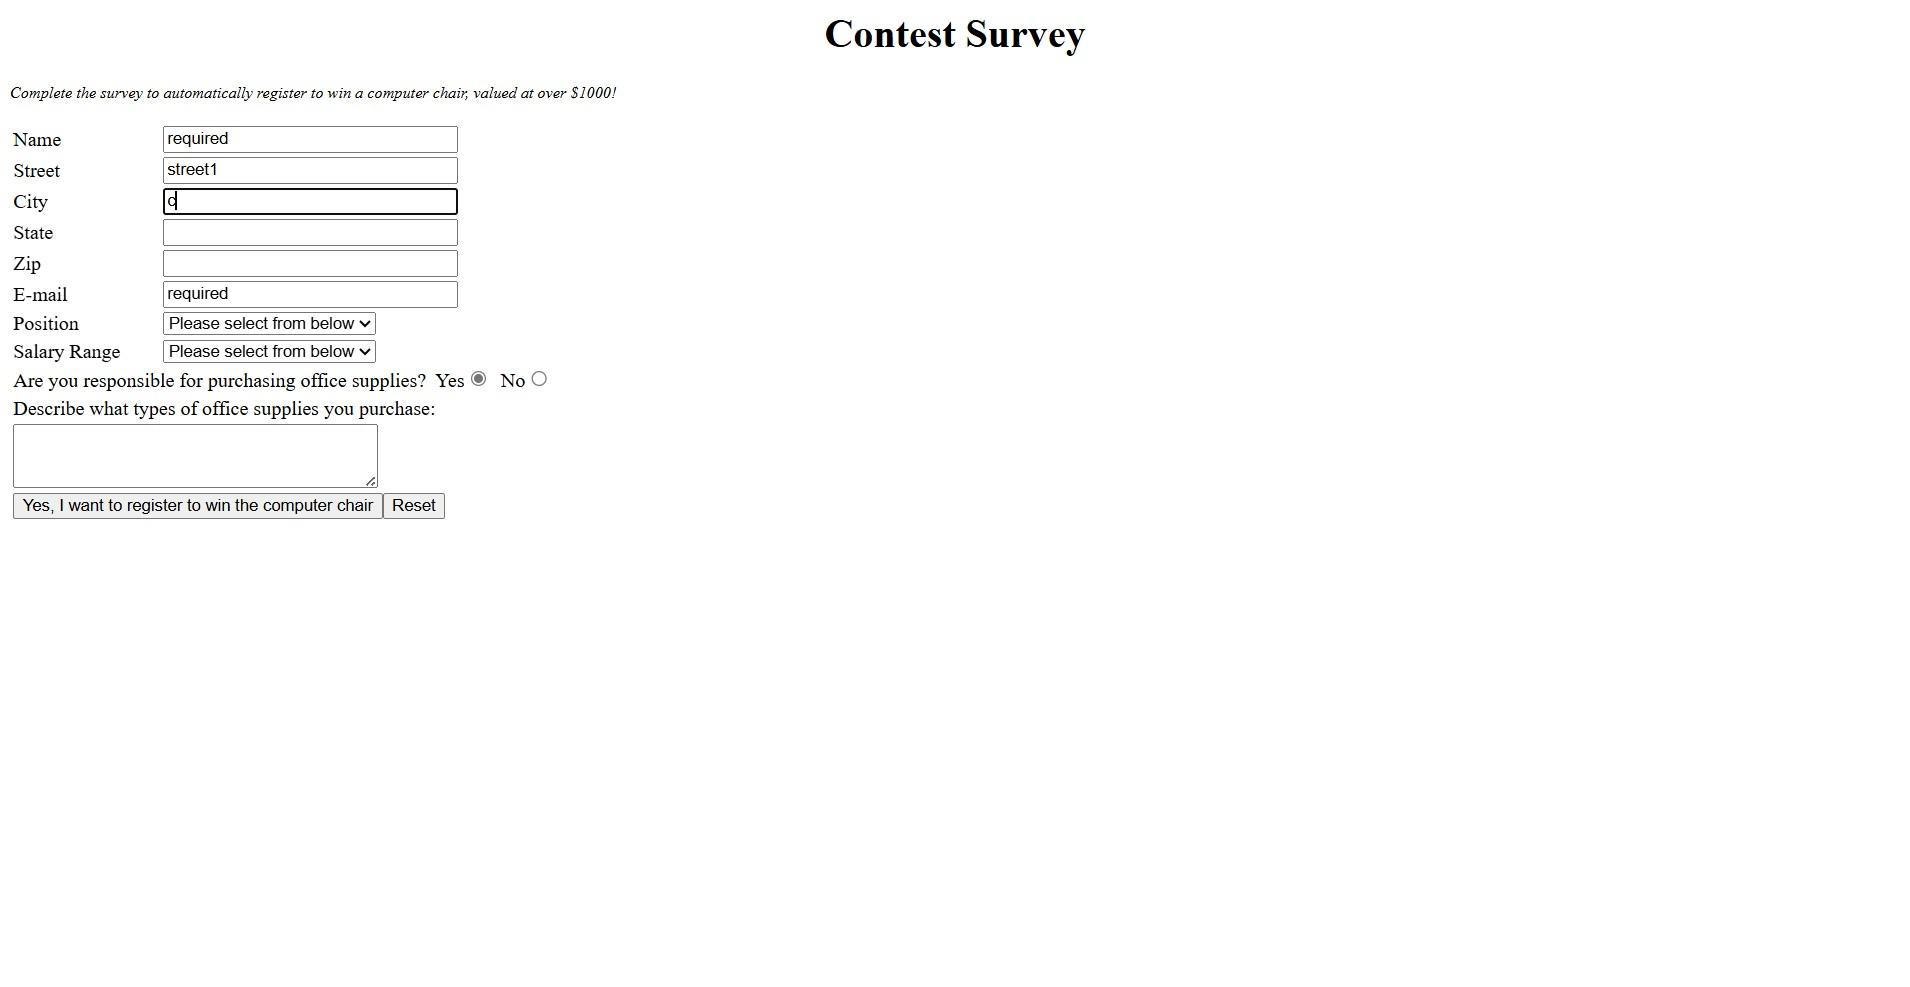 Contest Survey
Complete the survey to automatically register to win a computer chair, valued at over $1000!
Name required
Street street1
City c
State
Zip
E-mail required
Position Please select from below
Salary Range Please select from below
Are you responsible for purchasing office supplies? Yes No
Describe what types of office supplies you purchase:
Yes, I want to register to win the computer chair Reset